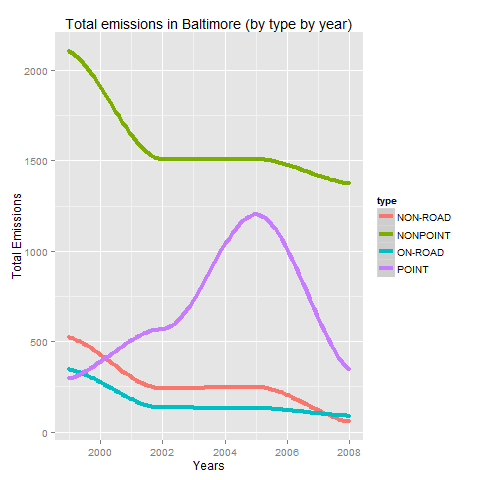 Total emissions in Baltimore (by type by year)
Total Emissions
2000
1500
1000
500
0
2000 2002 2004 2006 2008
Years
type
NON-ROAD
NONPOINT
ON-ROAD
POINT